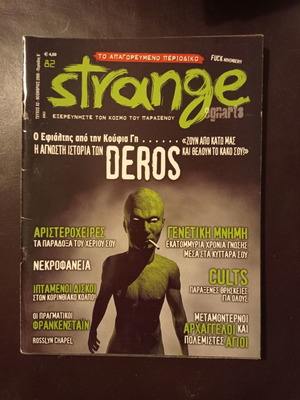 ΤΟ ΑΠΑΓΟΡΕΥΜΕΝΟ ΠΕΡΙΟΔΙΚΟ
€ 4,00
82
strange
egnarts
ΕΞΕΡΕΥΝΗΣΤΕ ΤΟΝ ΚΟΣΜΟ ΤΟΥ ΠΑΡΑΞΕΝΟΥ
Ο Εφιάλτης από την Κούφια Γη . . . . . .
Η ΑΓΝΩΣΤΗ ΙΣΤΟΡΙΑ ΤΩΝ
DEROS
«ΖΟΥΝ ΑΠΟ ΚΑΤΩ ΜΑΣ
ΚΑΙ ΘΕΛΟΥΝ ΤΟ ΚΑΚΟ ΣΟΥ!»
ΑΡΙΣΤΕΡΟΧΕΙΡΕΣ
ΤΑ ΠΑΡΑΔΟΞΑ ΤΟΥ ΧΕΡΙΟΥ ΣΟΥ
ΝΕΚΡΟΦΑΝΕΙΑ
ΙΠΤΑΜΕΝΟΙ ΔΙΣΚΟΙ
ΣΤΟΝ ΚΟΡΙΝΘΙΑΚΟ ΚΟΛΠΟ!
ΟΙ ΠΡΑΓΜΑΤΙΚΟΙ
ΦΡΑΝΚΕΝΣΤΑΪΝ
ROSSLYN CHAPEL
ΓΕΝΕΤΙΚΗ ΜΝΗΜΗ
ΕΚΑΤΟΜΜΥΡΙΑ ΧΡΟΝΙΑ ΓΝΩΣΗΣ
ΜΕΣΑ ΣΤΑ ΚΥΤΤΑΡΑ ΣΟΥ
CULTS
ΠΑΡΑΞΕΝΕΣ ΘΡΗΣΚΕΙΕΣ
ΓΙΑ ΟΛΟΥΣ
ΜΕΤΑΜΟΝΤΕΡΝΟΙ
ΑΡΧΑΓΓΕΛΟΙ ΚΑΙ
ΠΟΛΕΜΙΣΤΕΣ ΑΓΙΟΙ